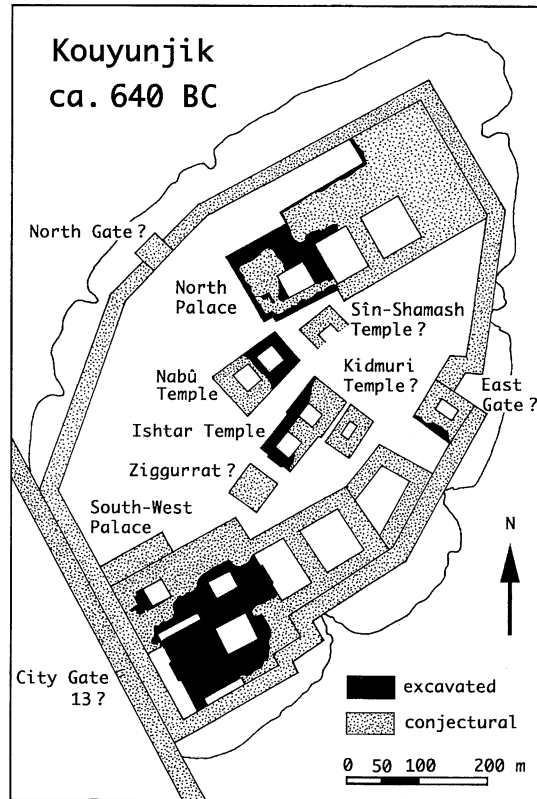 Kouyunjik
ca. 640 BC
North Gate?
North
Palace
Sîn-Shamash
Temple?
Nabû
Temple
Kidmuri
Temple?
East
Gate?
Ishtar Temple
Ziggurrat?
South-West
Palace
N
City Gate
13?
excavated
conjectural
0 50 100 200 m